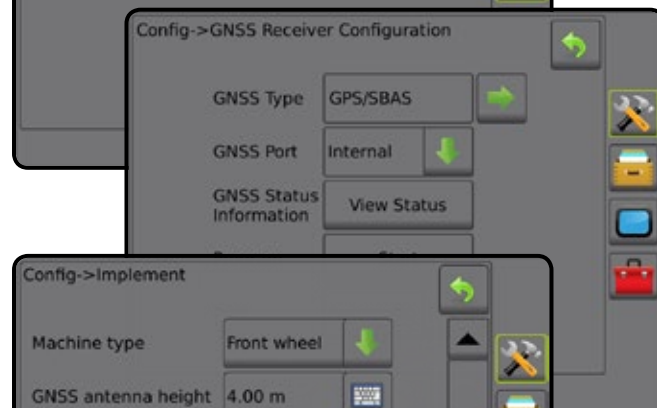 Config->GNSS Receiver Configuration
GNSS Type GPS/SBAS
GNSS Port Internal
GNSS Status
Information View Status
Config->Implement
Machine type Front wheel
GNSS antenna height 4.00 m